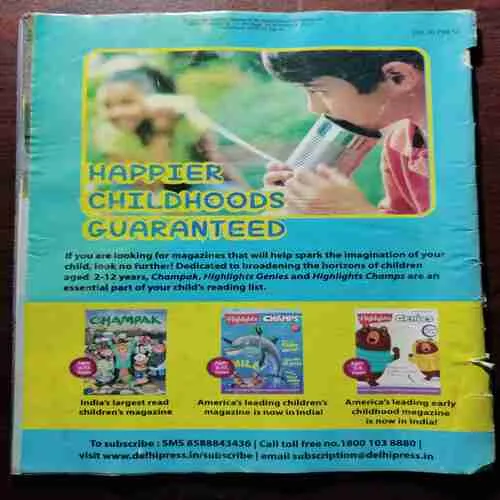 HAPPIER
CHILDHOODS
GUARANTEED
If you are looking for magazines that will help spark the imagination of your
child, look no further! Dedicated to broadening the horizons of children
aged 2-12 years, Champak, Highlights Genies and Highlights Champs are an
essential part of your child's reading list.
CHAMPAK
Highlights CHAMPS
Highlights Genies
India's largest read
children's magazine
America's leading children's
magazine is now in India!
America's leading early
childhood magazine
is now in India!
To subscribe : SMS 8588843436 | Call toll free no. 1800 103 8880 |
visit www.delhipress.in/subscribe | email subscription@delhipress.in